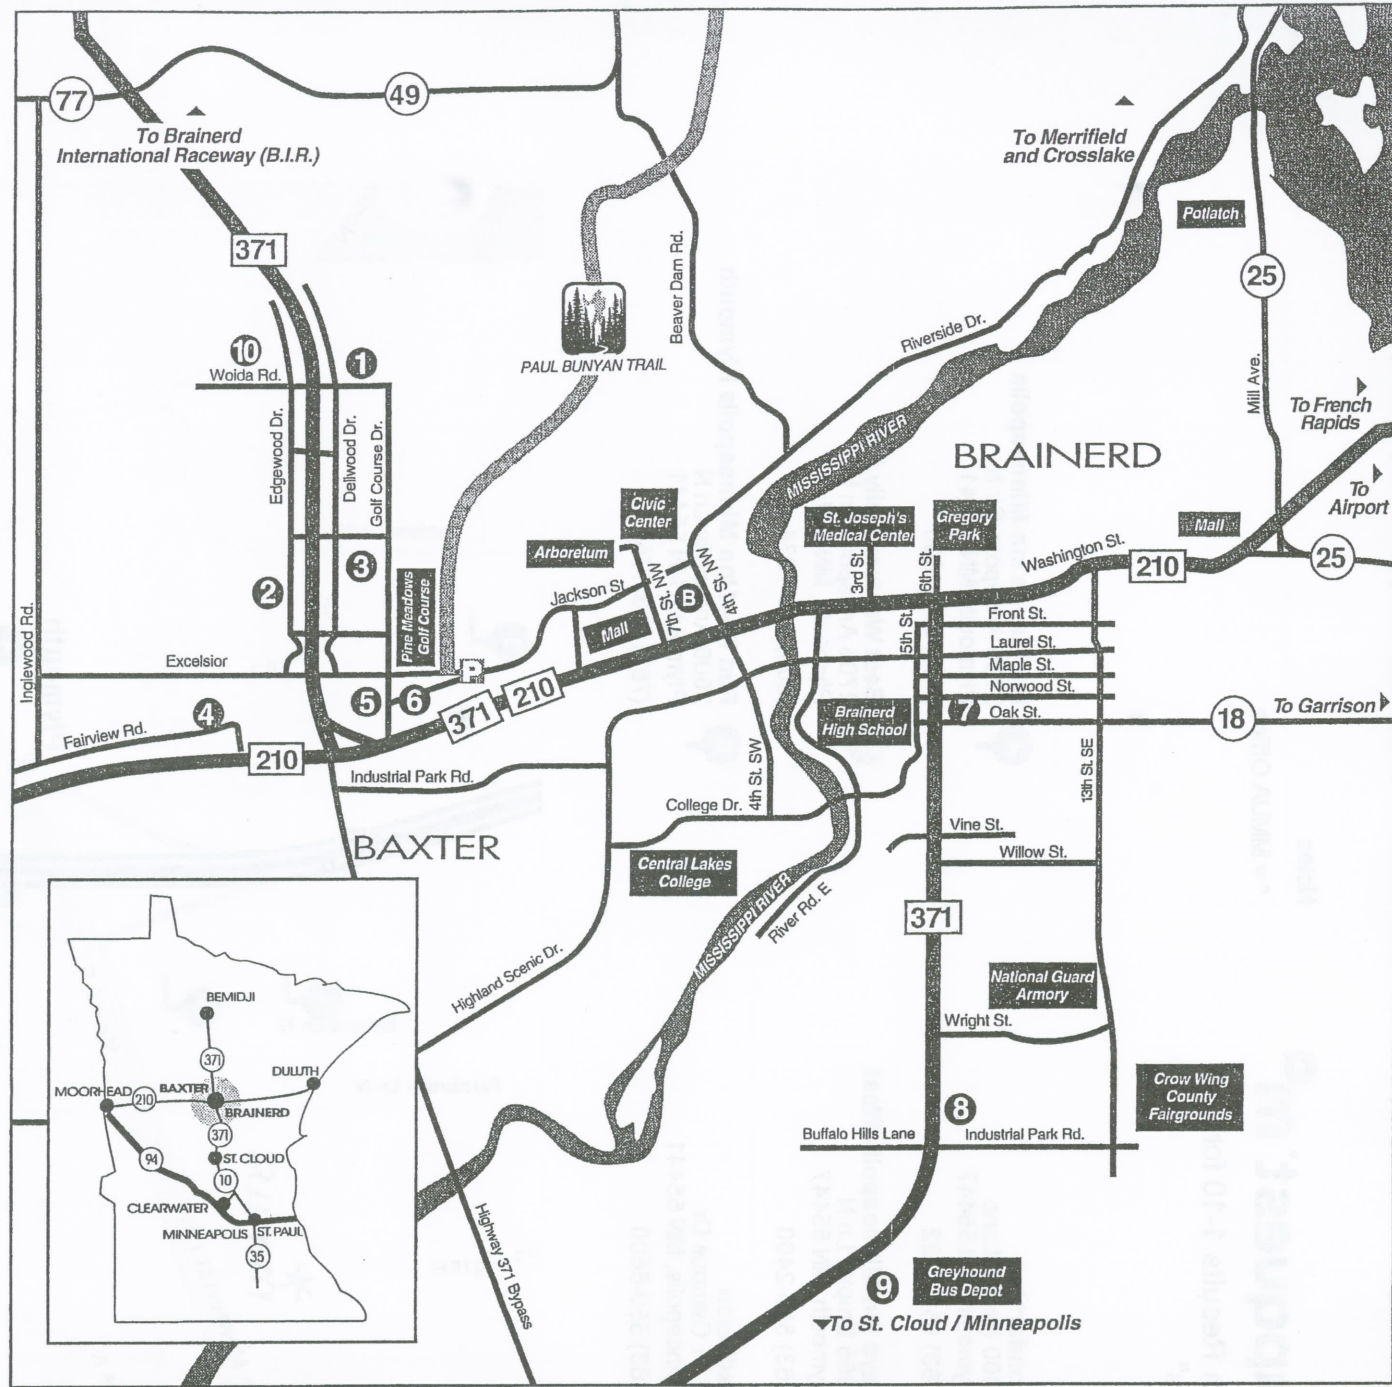 77
49
To Brainerd
International Raceway (B.I.R.)
To Merrifield
and Crosslake
Potlatch
371
25
Beaver Dam Rd.
Riverside Dr.
PAUL BUNYAN TRAIL
10
1
Woida Rd.
Mill Ave.
To French
Rapids
Edgewood Dr.
Dellwood Dr.
Golf Course Dr.
MISSISSIPPI RIVER
BRAINERD
To
Airport
Civic
Center
St. Joseph's
Medical Center
Gregory
Park
Mall
Arboretum
Washington St.
210
25
2
3
Pine Meadows
Golf Course
Jackson St
7th St. NW
B
4th St. NW
3rd St.
6th St.
5th St.
Front St.
Mall
Laurel St.
Inglewood Rd.
Excelsior
P
Maple St.
Norwood St.
5
6
371
210
Brainerd
High School
7
Oak St.
18
To Garrison
4
Fairview Rd.
210
Industrial Park Rd.
4th St. SW
13th St. SE
College Dr.
Vine St.
BAXTER
Willow St.
Central Lakes
College
MISSISSIPPI RIVER
River Rd. E
371
Highland Scenic Dr.
National Guard
Armory
Wright St.
BEMIDJI
371
DULUTH
MOORHEAD
210
BAXTER
BRAINERD
371
94
ST. CLOUD
10
CLEARWATER
MINNEAPOLIS
ST. PAUL
35
Crow Wing
County
Fairgrounds
8
Buffalo Hills Lane
Industrial Park Rd.
Highway 371 Bypass
9
Greyhound
Bus Depot
To St. Cloud / Minneapolis